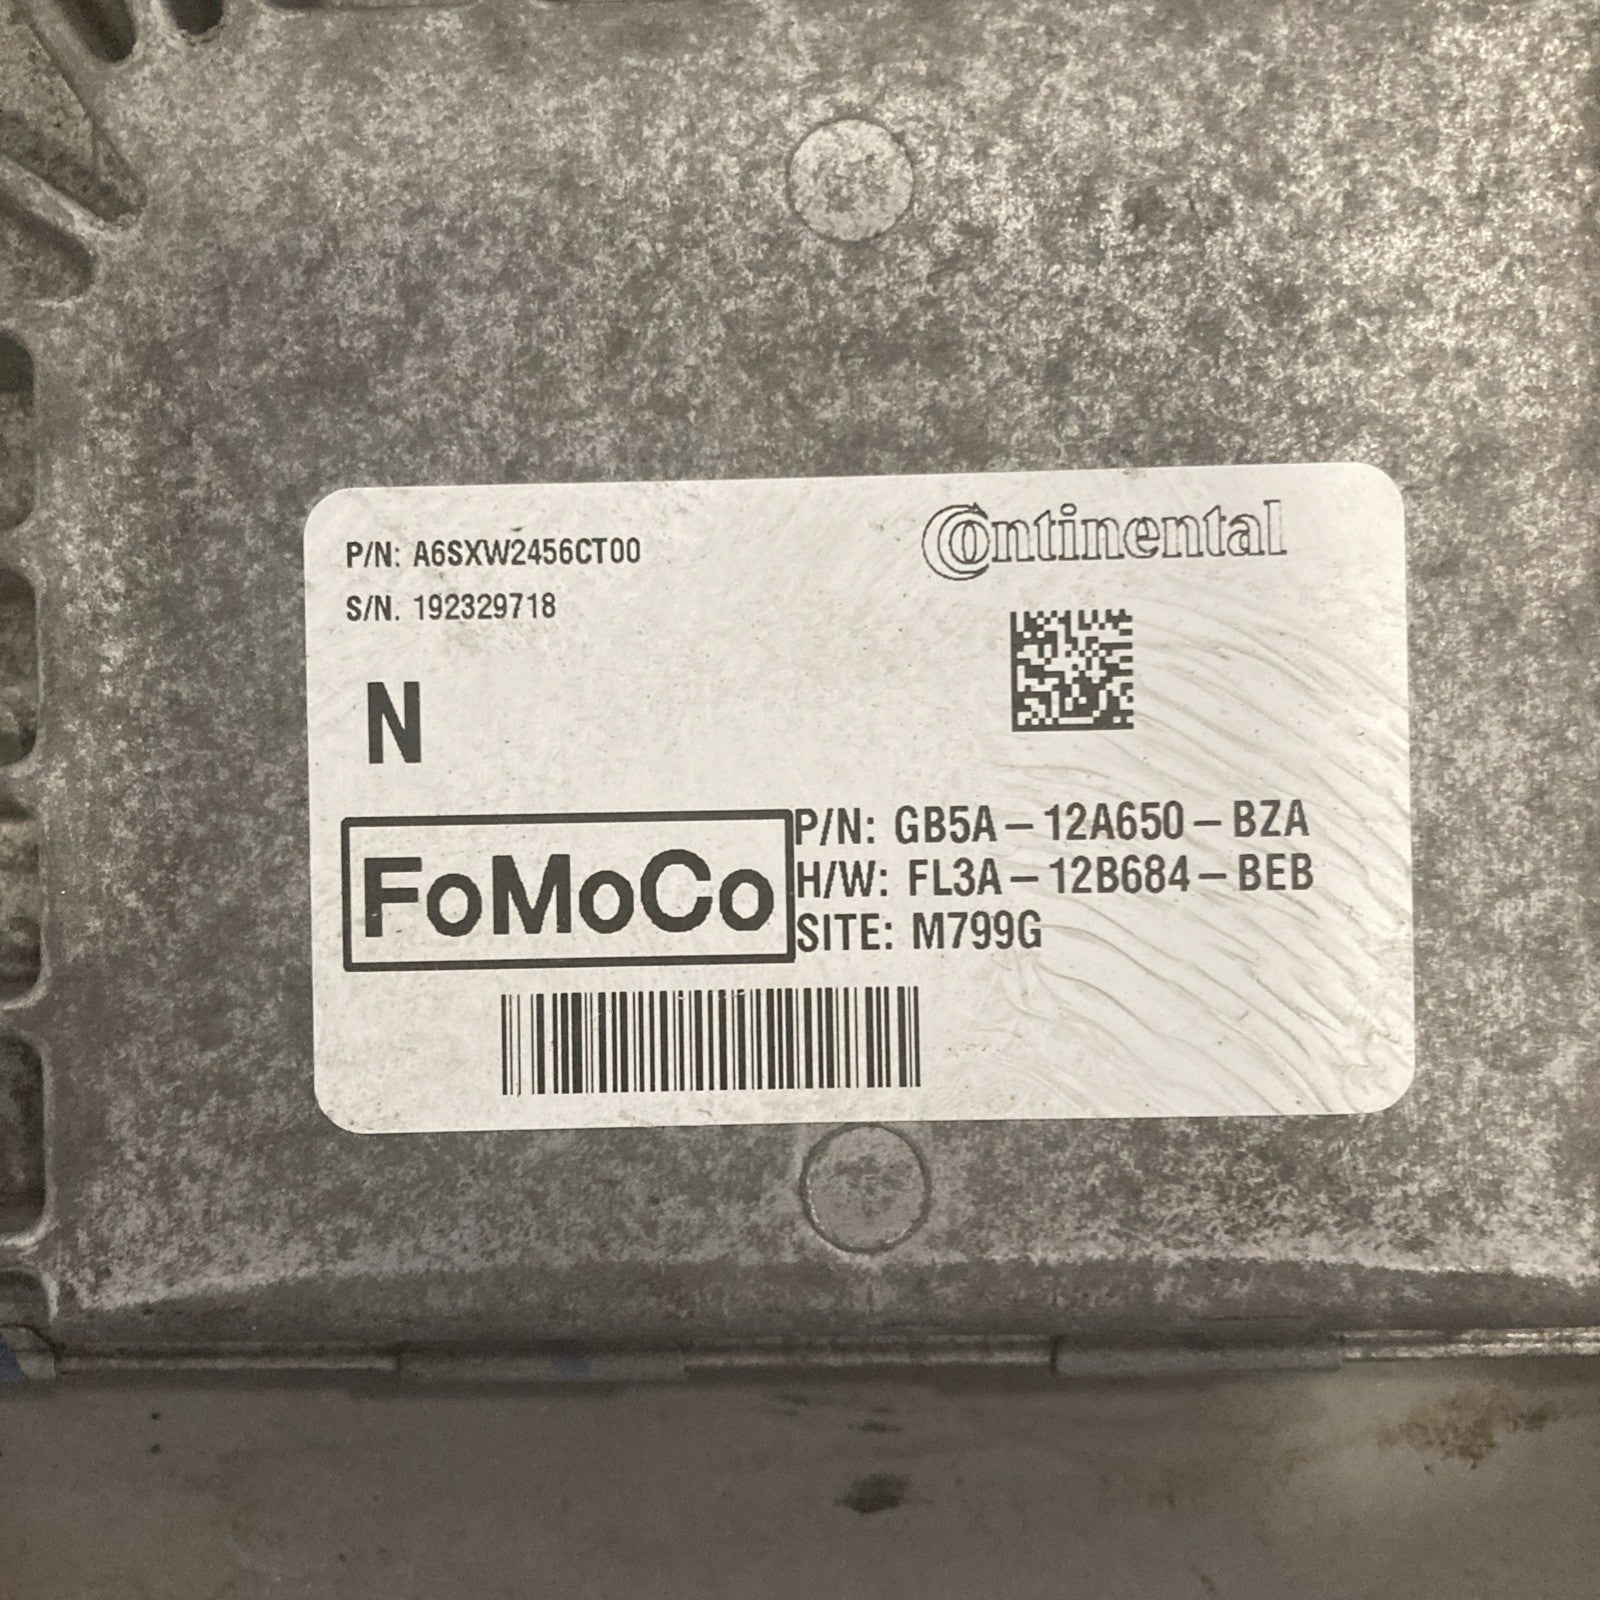 P/N: A6SXW2456CT00
Continental
S/N. 192329718
N
FoMoCo
P/N: GB5A-12A650-BZA
H/W: FL3A-12B684-BEB
SITE: M799G